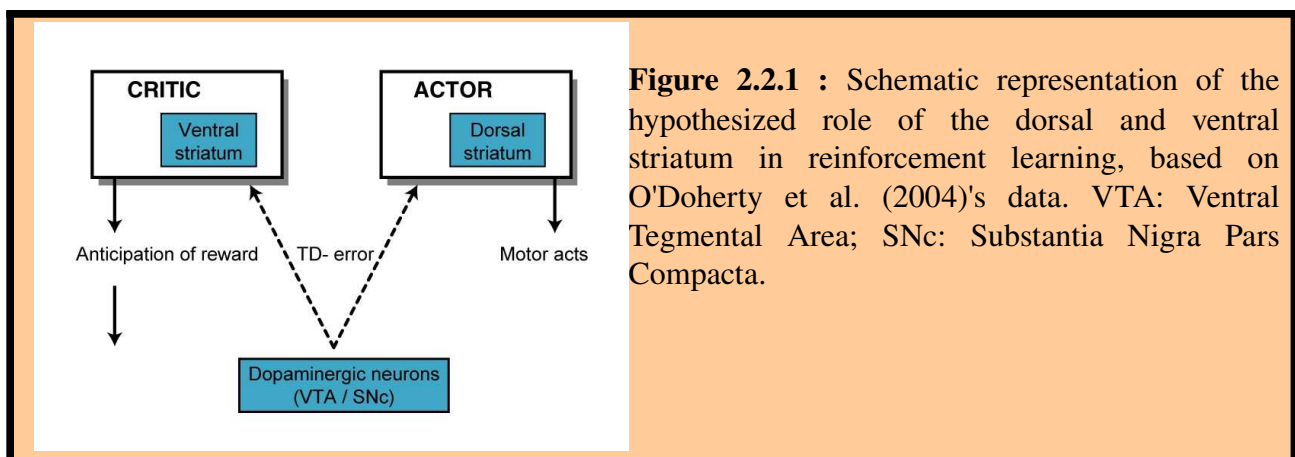 CRITIC
Ventral
striatum
ACTOR
Dorsal
striatum
Anticipation of reward
TD- error
Motor acts
Dopaminergic neurons
(VTA / SNc)
Figure 2.2.1 : Schematic representation of the
hypothesized role of the dorsal and ventral
striatum in reinforcement learning, based on
O'Doherty et al. (2004)'s data. VTA: Ventral
Tegmental Area; SNc: Substantia Nigra Pars
Compacta.